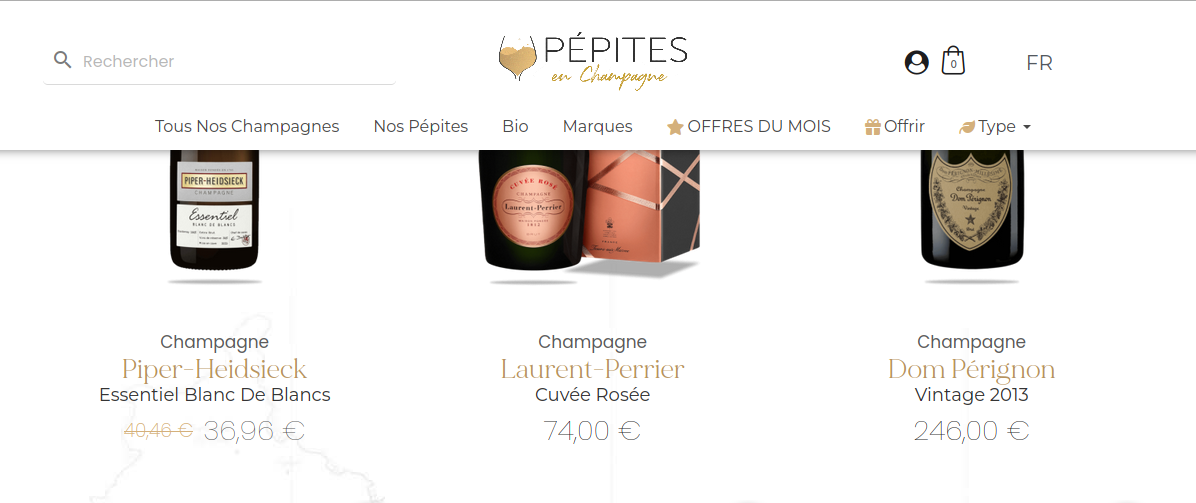 Rechercher
PÉPITES
en Champagne
0
FR
Tous Nos Champagnes
Nos Pépites
Bio
Marques
OFFRES DU MOIS
Offrir
Type
PIPER-HEIDSIECK
CHAMPAGNE
Essentiel
BLANC DE BLANCS
CUVÉE ROSÉ
CHAMPAGNE
Laurent-Perrier
1812
Champagne
Dom Pérignon
Vintage
Champagne
Piper-Heidsieck
Essentiel Blanc De Blancs
40,46 € 36,96 €
Champagne
Laurent-Perrier
Cuvée Rosée
74,00 €
Champagne
Dom Pérignon
Vintage 2013
246,00 €